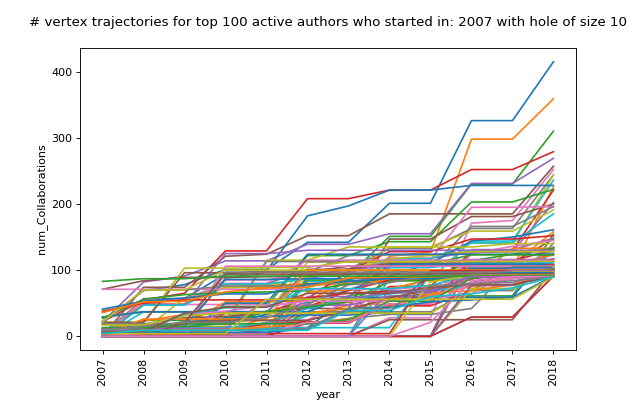 # vertex trajectories for top 100 active authors who started in: 2007 with hole of size 10
400
300
200
100
0
num_Collaborations
2007 2008 2009 2010 2011 2012 2013 2014 2015 2016 2017 2018
year